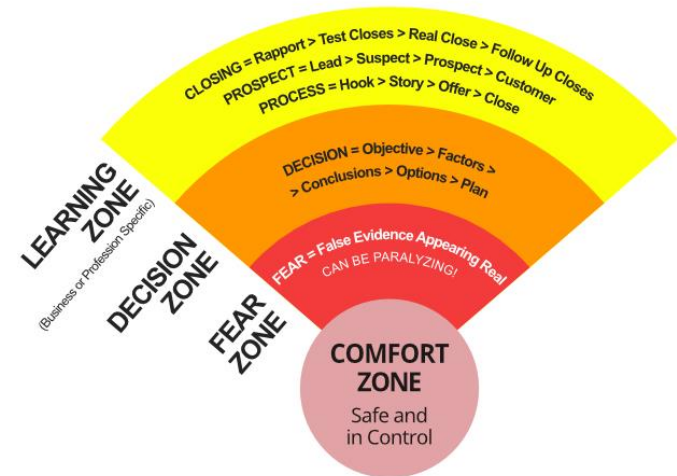 CLOSING = Rapport > Test Closes > Real Close > Follow Up Closes
PROSPECT = Lead > Suspect > Prospect > Customer
PROCESS = Hook > Story > Offer > Close
DECISION = Objective > Factors >
> Conclusions > Options > Plan
FEAR = False Evidence Appearing Real
CAN BE PARALYZING!
LEARNING
ZONE
(Business or Profession Specific)
DECISION
ZONE
FEAR
ZONE
COMFORT
ZONE
Safe and
in Control